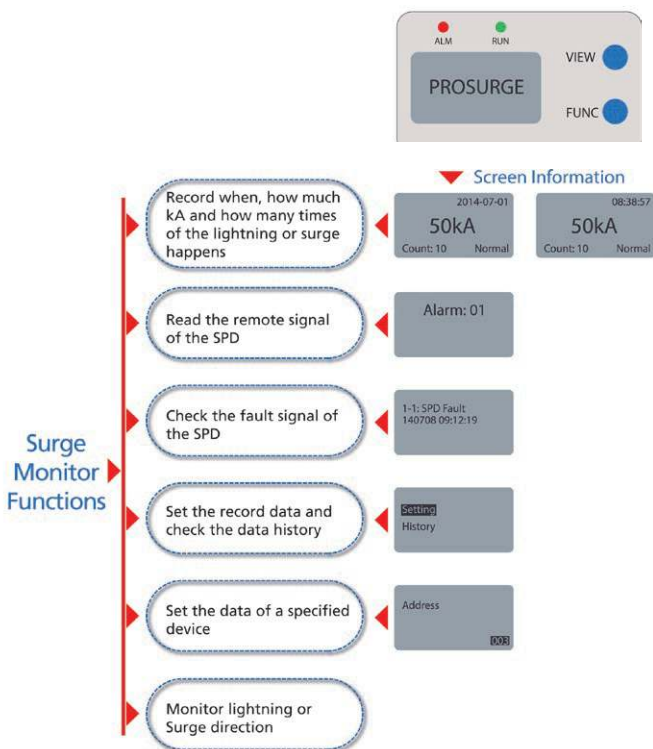 ALM
RUN
VIEW
PROSURGE
FUNC
Screen Information
Record when, how much
kA and how many times
of the lightning or surge
happens
2014-07-01
50kA
Count: 10 Normal
08:38:57
50kA
Count: 10 Normal
Read the remote signal
of the SPD
Alarm: 01
Check the fault signal of
the SPD
1-1: SPD Fault
140708 09:12:19
Surge
Monitor
Functions
Set the record data and
check the data history
Setting
History
Set the data of a specified
device
Address
003
Monitor lightning or
Surge direction